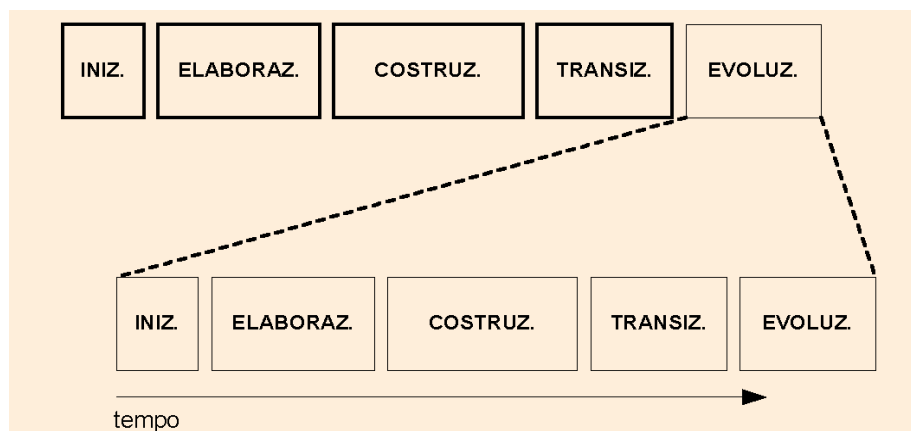 INIZ. ELABORAZ. COSTRUZ. TRANSIZ. EVOLUZ.
INIZ. ELABORAZ. COSTRUZ. TRANSIZ. EVOLUZ.
tempo